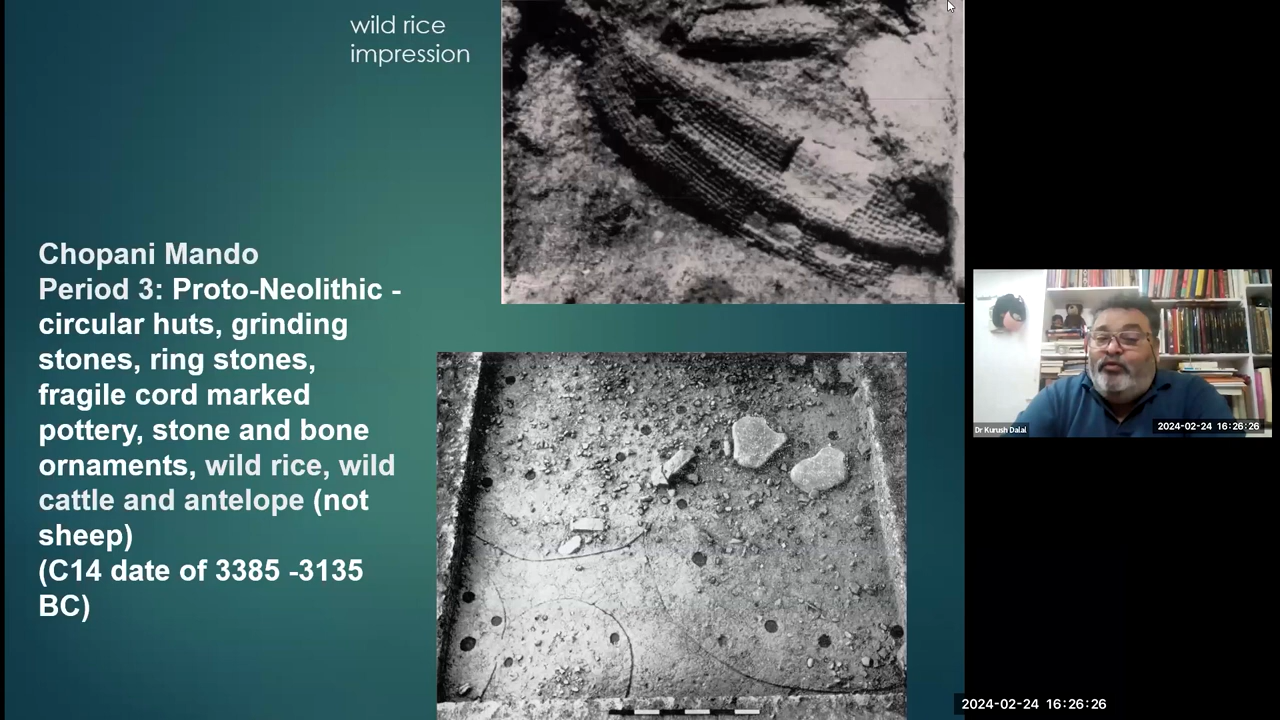 wild rice
impression
Chopani Mando
Period 3: Proto-Neolithic -
circular huts, grinding
stones, ring stones,
fragile cord marked
pottery, stone and bone
ornaments, wild rice, wild
cattle and antelope (not
sheep)
(C14 date of 3385 -3135
BC)
Dr Kurush Dalal
2024-02-24 16:26:26
2024-02-24 16:26:26